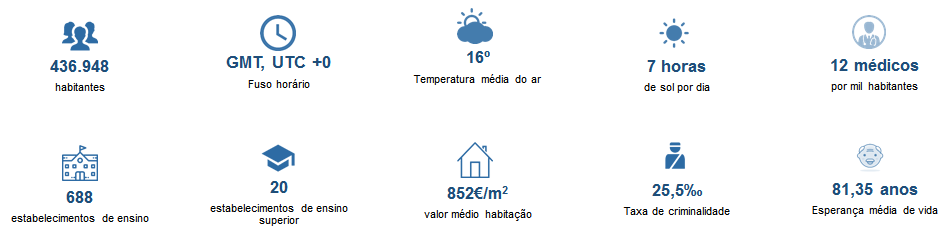 436.948
habitantes
GMT, UTC +0
Fuso horário
16º
Temperatura média do ar
7 horas
de sol por dia
12 médicos
por mil habitantes
688
estabelecimentos de ensino
20
estabelecimentos de ensino
superior
852€/m²
valor médio habitação
25,5‰
Taxa de criminalidade
81,35 anos
Esperança média de vida